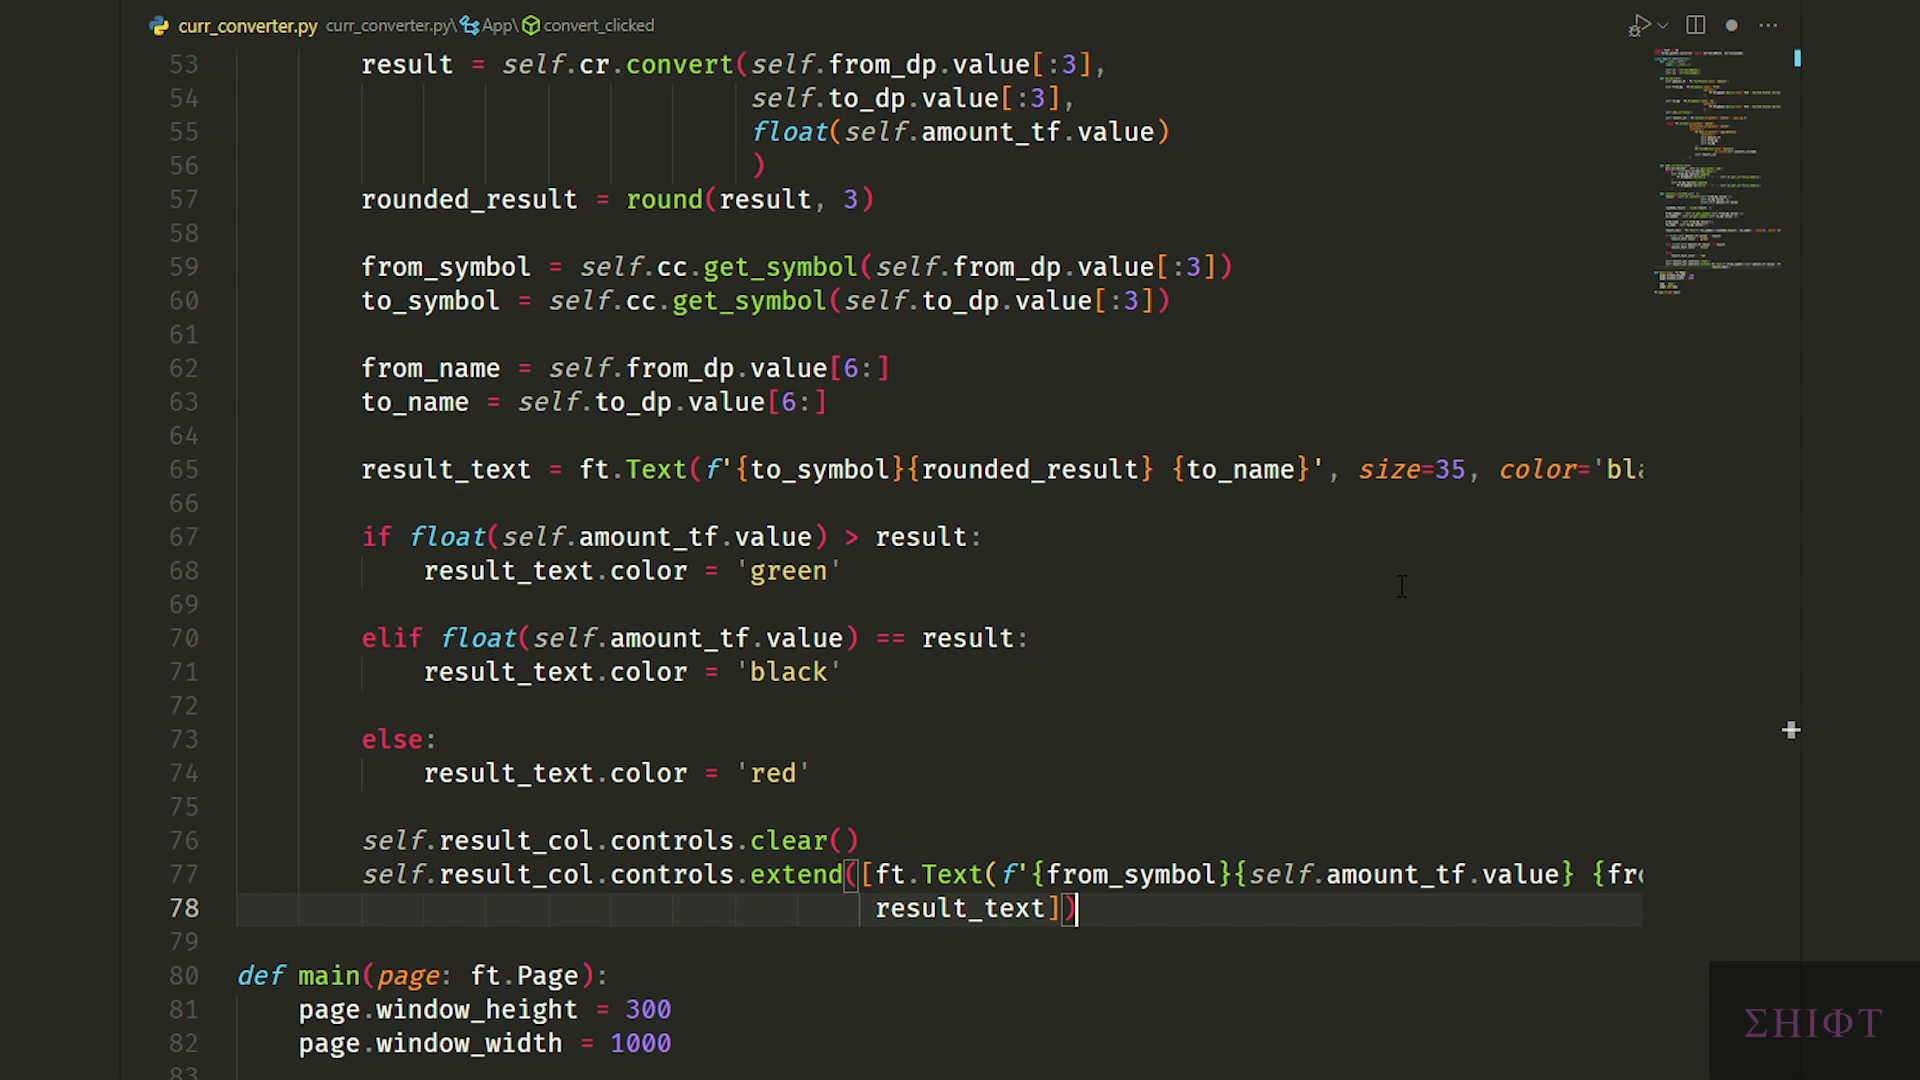 curr_converter.py curr_converter.py\App\convert_clicked
53 result = self.cr.convert(self.from_dp.value[:3],
54 self.to_dp.value[:3],
55 float(self.amount_tf.value)
56 )
57 rounded_result = round(result, 3)
58
59 from_symbol = self.cc.get_symbol(self.from_dp.value[:3])
60 to_symbol = self.cc.get_symbol(self.to_dp.value[:3])
61
62 from_name = self.from_dp.value[6:]
63 to_name = self.to_dp.value[6:]
64
65 result_text = ft.Text(f'{to_symbol}{rounded_result} {to_name}', size=35, color='bla
66
67 if float(self.amount_tf.value) > result:
68 result_text.color = 'green'
69
70 elif float(self.amount_tf.value) == result:
71 result_text.color = 'black'
72
73 else:
74 result_text.color = 'red'
75
76 self.result_col.controls.clear()
77 self.result_col.controls.extend([ft.Text(f'{from_symbol}{self.amount_tf.value} {fro
78 result_text])
79
80 def main(page: ft.Page):
81 page.window_height = 300
82 page.window_width = 1000
83
ΣHIΦT